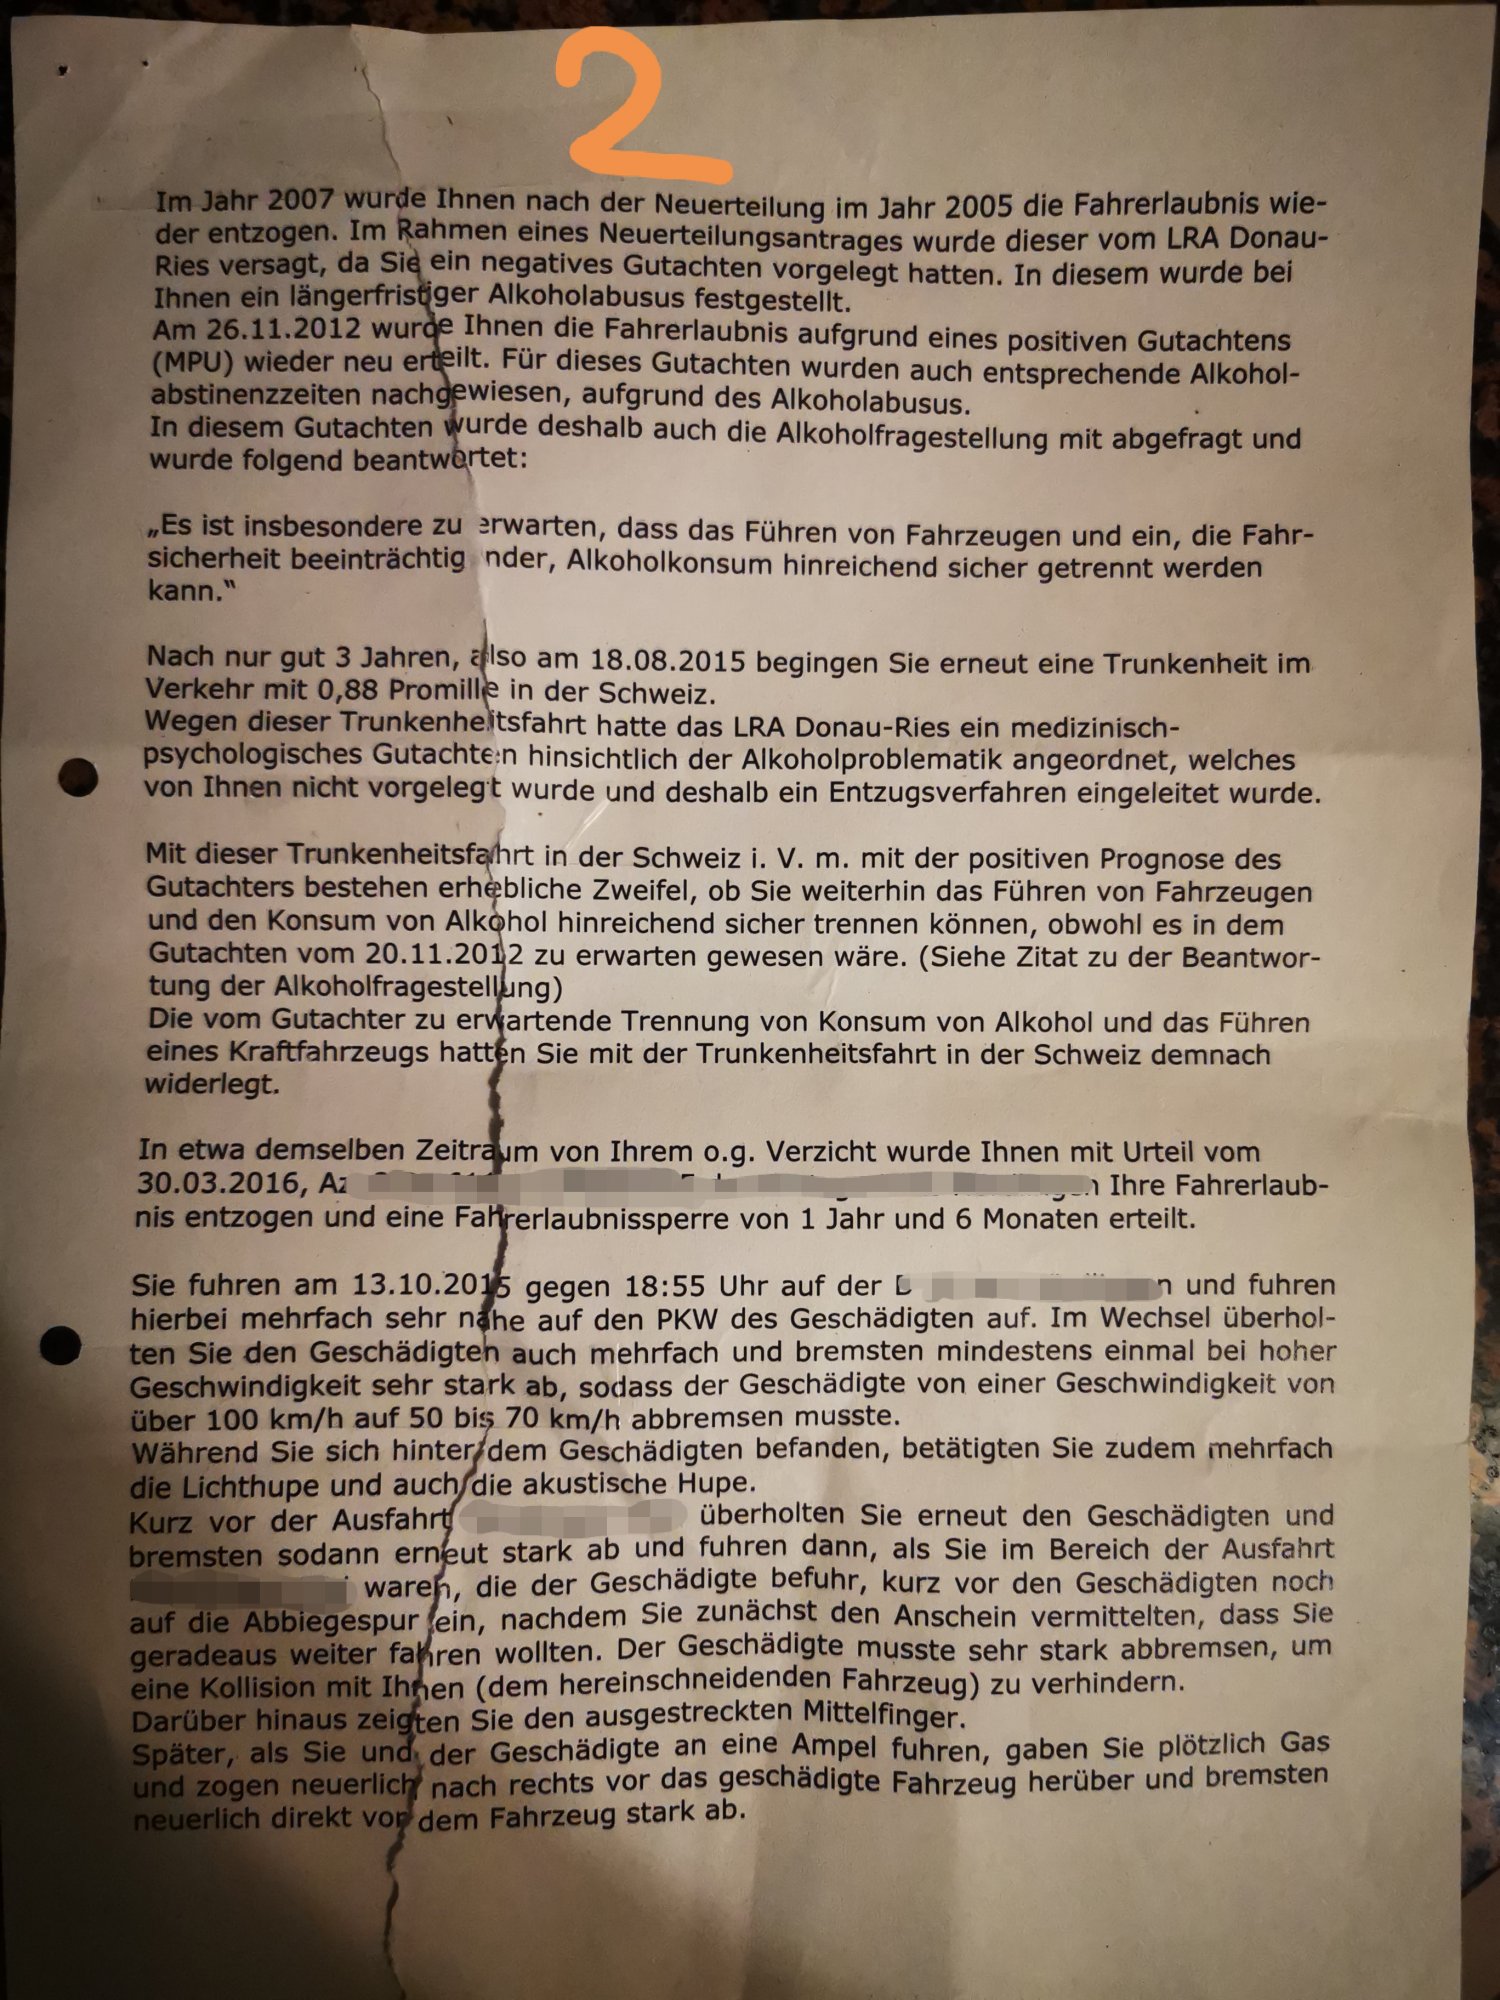 2
Im Jahr 2007 wurde Ihnen nach der Neuerteilung im Jahr 2005 die Fahrerlaubnis wie-
der entzogen. Im Rahmen eines Neuerteilungsantrages wurde dieser vom LRA Donau-
Ries versagt, da Sie ein negatives Gutachten vorgelegt hatten. In diesem wurde bei
Ihnen ein längerfristiger Alkoholabusus festgestellt.
Am 26.11.2012 wurde Ihnen die Fahrerlaubnis aufgrund eines positiven Gutachtens
(MPU) wieder neu erteilt. Für dieses Gutachten wurden auch entsprechende Alkohol-
abstinenzzeiten nachgewiesen, aufgrund des Alkoholabusus.
In diesem Gutachten wurde deshalb auch die Alkoholfragestellung mit abgefragt und
wurde folgend beantwortet:
„Es ist insbesondere zu erwarten, dass das Führen von Fahrzeugen und ein, die Fahr-
sicherheit beeinträchtigender, Alkoholkonsum hinreichend sicher getrennt werden
kann."
Nach nur gut 3 Jahren, also am 18.08.2015 begingen Sie erneut eine Trunkenheit im
Verkehr mit 0,88 Promille in der Schweiz.
Wegen dieser Trunkenheitsfahrt hatte das LRA Donau-Ries ein medizinisch-
psychologisches Gutachten hinsichtlich der Alkoholproblematik angeordnet, welches
von Ihnen nicht vorgelegt wurde und deshalb ein Entzugsverfahren eingeleitet wurde.
Mit dieser Trunkenheitsfahrt in der Schweiz i. V. m. mit der positiven Prognose des
Gutachters bestehen erhebliche Zweifel, ob Sie weiterhin das Führen von Fahrzeugen
und den Konsum von Alkohol hinreichend sicher trennen können, obwohl es in dem
Gutachten vom 20.11.2012 zu erwarten gewesen wäre. (Siehe Zitat zu der Beantwor-
tung der Alkoholfragestellung)
Die vom Gutachter zu erwartende Trennung von Konsum von Alkohol und das Führen
eines Kraftfahrzeugs hatten Sie mit der Trunkenheitsfahrt in der Schweiz demnach
widerlegt.
In etwa demselben Zeitraum von Ihrem o.g. Verzicht wurde Ihnen mit Urteil vom
30.03.2016, Az Ihre Fahrerlaub-
nis entzogen und eine Fahrerlaubnissperre von 1 Jahr und 6 Monaten erteilt.
Sie fuhren am 13.10.2015 gegen 18:55 Uhr auf der und fuhren
hierbei mehrfach sehr nahe auf den PKW des Geschädigten auf. Im Wechsel überhol-
ten Sie den Geschädigten auch mehrfach und bremsten mindestens einmal bei hoher
Geschwindigkeit sehr stark ab, sodass der Geschädigte von einer Geschwindigkeit von
über 100 km/h auf 50 bis 70 km/h abbremsen musste.
Während Sie sich hinter dem Geschädigten befanden, betätigten Sie zudem mehrfach
die Lichthupe und auch die akustische Hupe.
Kurz vor der Ausfahrt überholten Sie erneut den Geschädigten und
bremsten sodann erneut stark ab und fuhren dann, als Sie im Bereich der Ausfahrt
waren, die der Geschädigte befuhr, kurz vor den Geschädigten noch
auf die Abbiegespur ein, nachdem Sie zunächst den Anschein vermittelten, dass Sie
geradeaus weiter fahren wollten. Der Geschädigte musste sehr stark abbremsen, um
eine Kollision mit Ihnen (dem hereinschneidenden Fahrzeug) zu verhindern.
Darüber hinaus zeigten Sie den ausgestreckten Mittelfinger.
Später, als Sie und der Geschädigte an eine Ampel fuhren, gaben Sie plötzlich Gas
und zogen neuerlich nach rechts vor das geschädigte Fahrzeug herüber und bremsten
neuerlich direkt vor dem Fahrzeug stark ab.